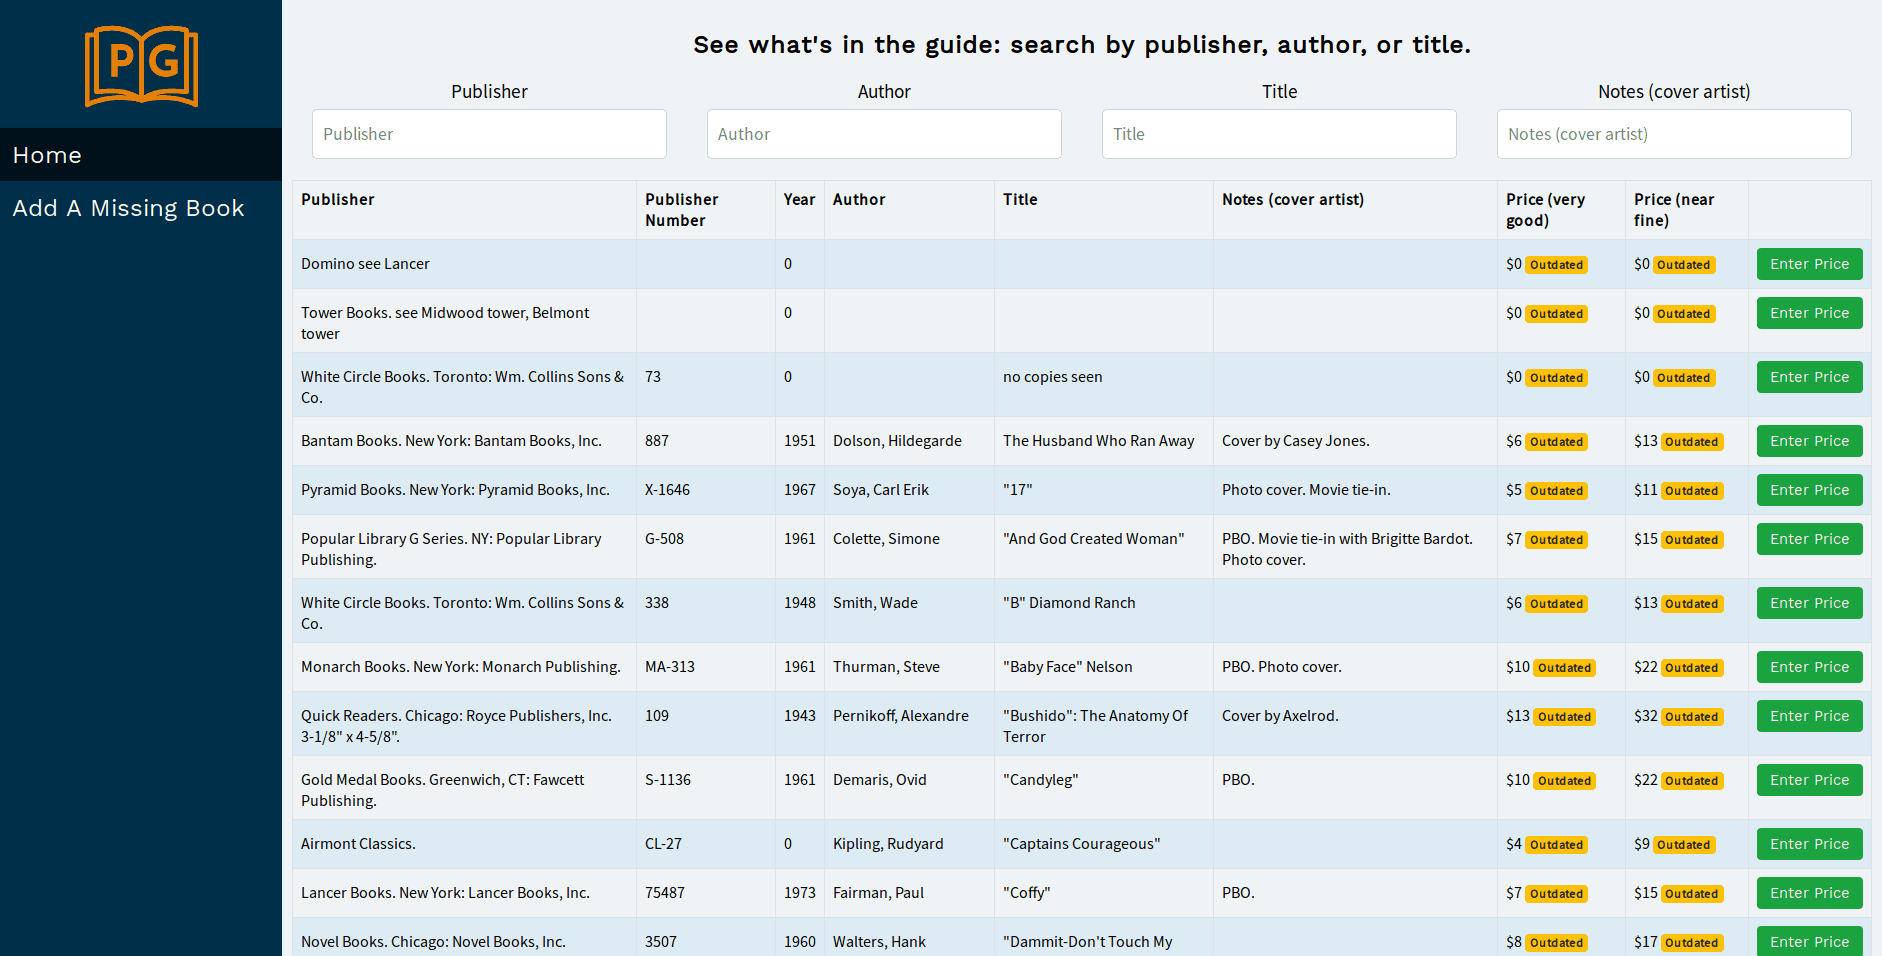 PG
Home
Add A Missing Book
See what's in the guide: search by publisher, author, or title.
Publisher Author Title Notes (cover artist)
Publisher Author Title Notes (cover artist)
Publisher Publisher Number Year Author Title Notes (cover artist) Price (very good) Price (near fine)
Domino see Lancer 0 $0 Outdated $0 Outdated Enter Price
Tower Books. see Midwood tower, Belmont tower 0 $0 Outdated $0 Outdated Enter Price
White Circle Books. Toronto: Wm. Collins Sons & Co. 73 0 no copies seen $0 Outdated $0 Outdated Enter Price
Bantam Books. New York: Bantam Books, Inc. 887 1951 Dolson, Hildegarde The Husband Who Ran Away Cover by Casey Jones. $6 Outdated $13 Outdated Enter Price
Pyramid Books. New York: Pyramid Books, Inc. X-1646 1967 Soya, Carl Erik "17" Photo cover. Movie tie-in. $5 Outdated $11 Outdated Enter Price
Popular Library G Series. NY: Popular Library Publishing. G-508 1961 Colette, Simone "And God Created Woman" PBO. Movie tie-in with Brigitte Bardot. Photo cover. $7 Outdated $15 Outdated Enter Price
White Circle Books. Toronto: Wm. Collins Sons & Co. 338 1948 Smith, Wade "B" Diamond Ranch $6 Outdated $13 Outdated Enter Price
Monarch Books. New York: Monarch Publishing. MA-313 1961 Thurman, Steve "Baby Face" Nelson PBO. Photo cover. $10 Outdated $22 Outdated Enter Price
Quick Readers. Chicago: Royce Publishers, Inc. 3-1/8" x 4-5/8". 109 1943 Pernikoff, Alexandre "Bushido": The Anatomy Of Terror Cover by Axelrod. $13 Outdated $32 Outdated Enter Price
Gold Medal Books. Greenwich, CT: Fawcett Publishing. S-1136 1961 Demaris, Ovid "Candyleg" PBO. $10 Outdated $22 Outdated Enter Price
Airmont Classics. CL-27 0 Kipling, Rudyard "Captains Courageous" $4 Outdated $9 Outdated Enter Price
Lancer Books. New York: Lancer Books, Inc. 75487 1973 Fairman, Paul "Coffy" PBO. $7 Outdated $15 Outdated Enter Price
Novel Books. Chicago: Novel Books, Inc. 3507 1960 Walters, Hank "Dammit-Don't Touch My $8 Outdated $17 Outdated Enter Price